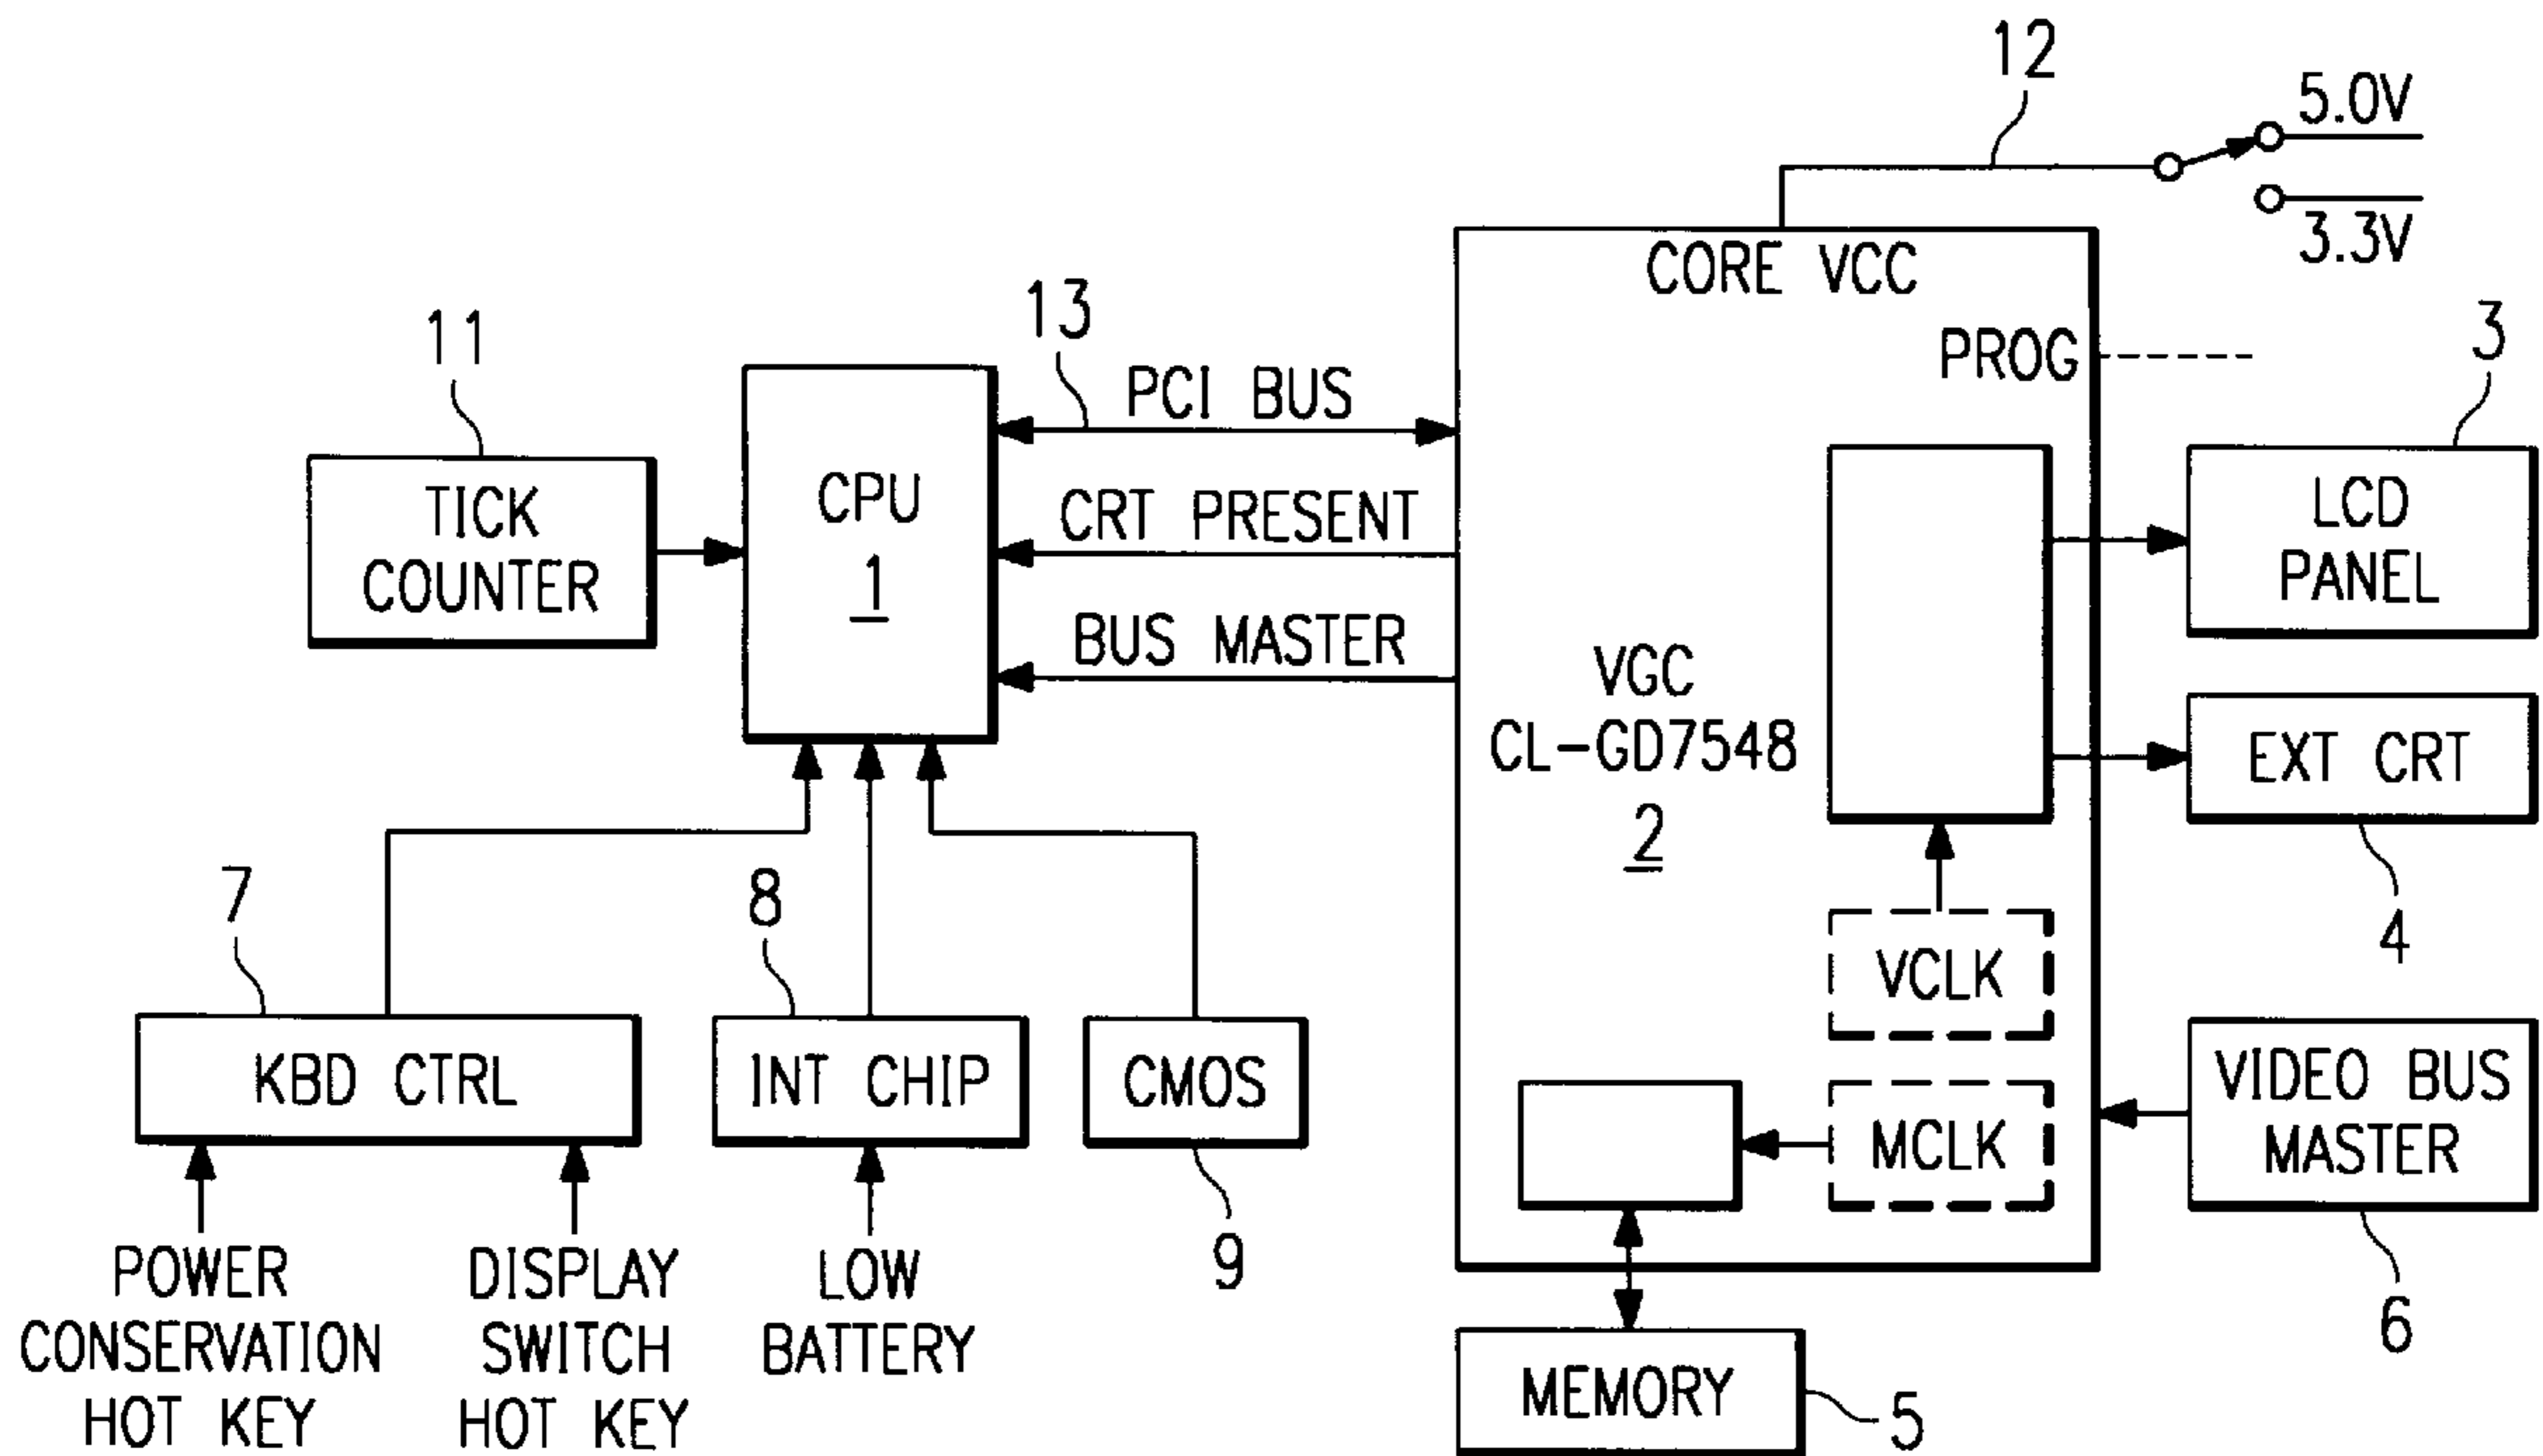 12
5.0V
3.3V
CORE VCC
PROG
11
13
3
PCI BUS
TICK
COUNTER
CPU
1
CRT PRESENT
BUS MASTER
LCD
PANEL
VGC
CL-GD7548
2
EXT CRT
4
7
8
VCLK
KBD CTRL
INT CHIP
CMOS
9
MCLK
VIDEO BUS
MASTER
6
POWER
CONSERVATION
HOT KEY
DISPLAY
SWITCH
HOT KEY
LOW
BATTERY
MEMORY
5